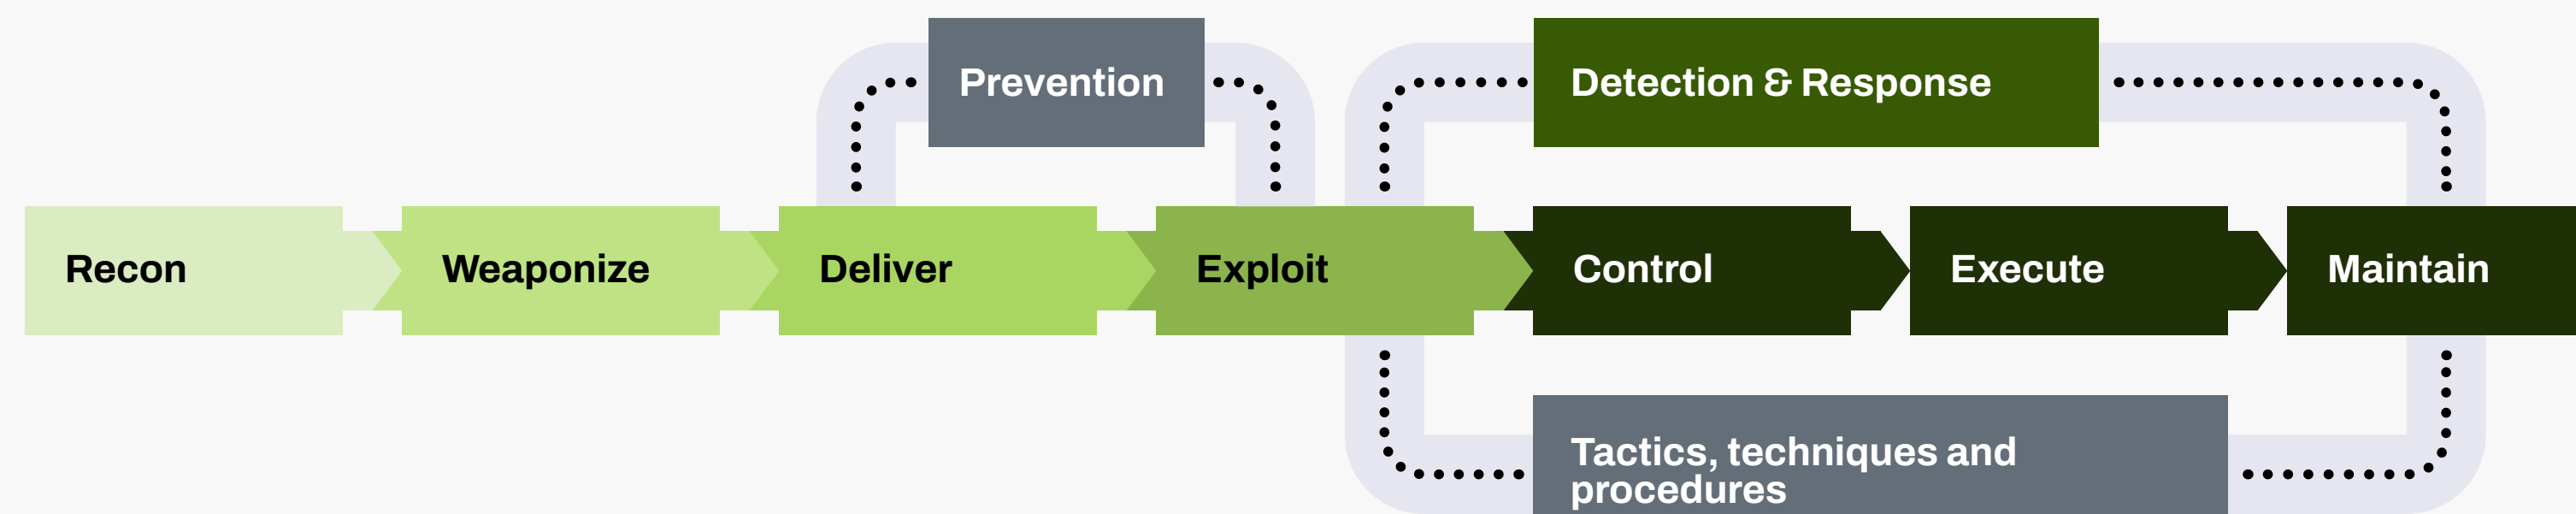 Prevention
Detection & Response
Recon
Weaponize
Deliver
Exploit
Control
Execute
Maintain
Tactics, techniques and
procedures